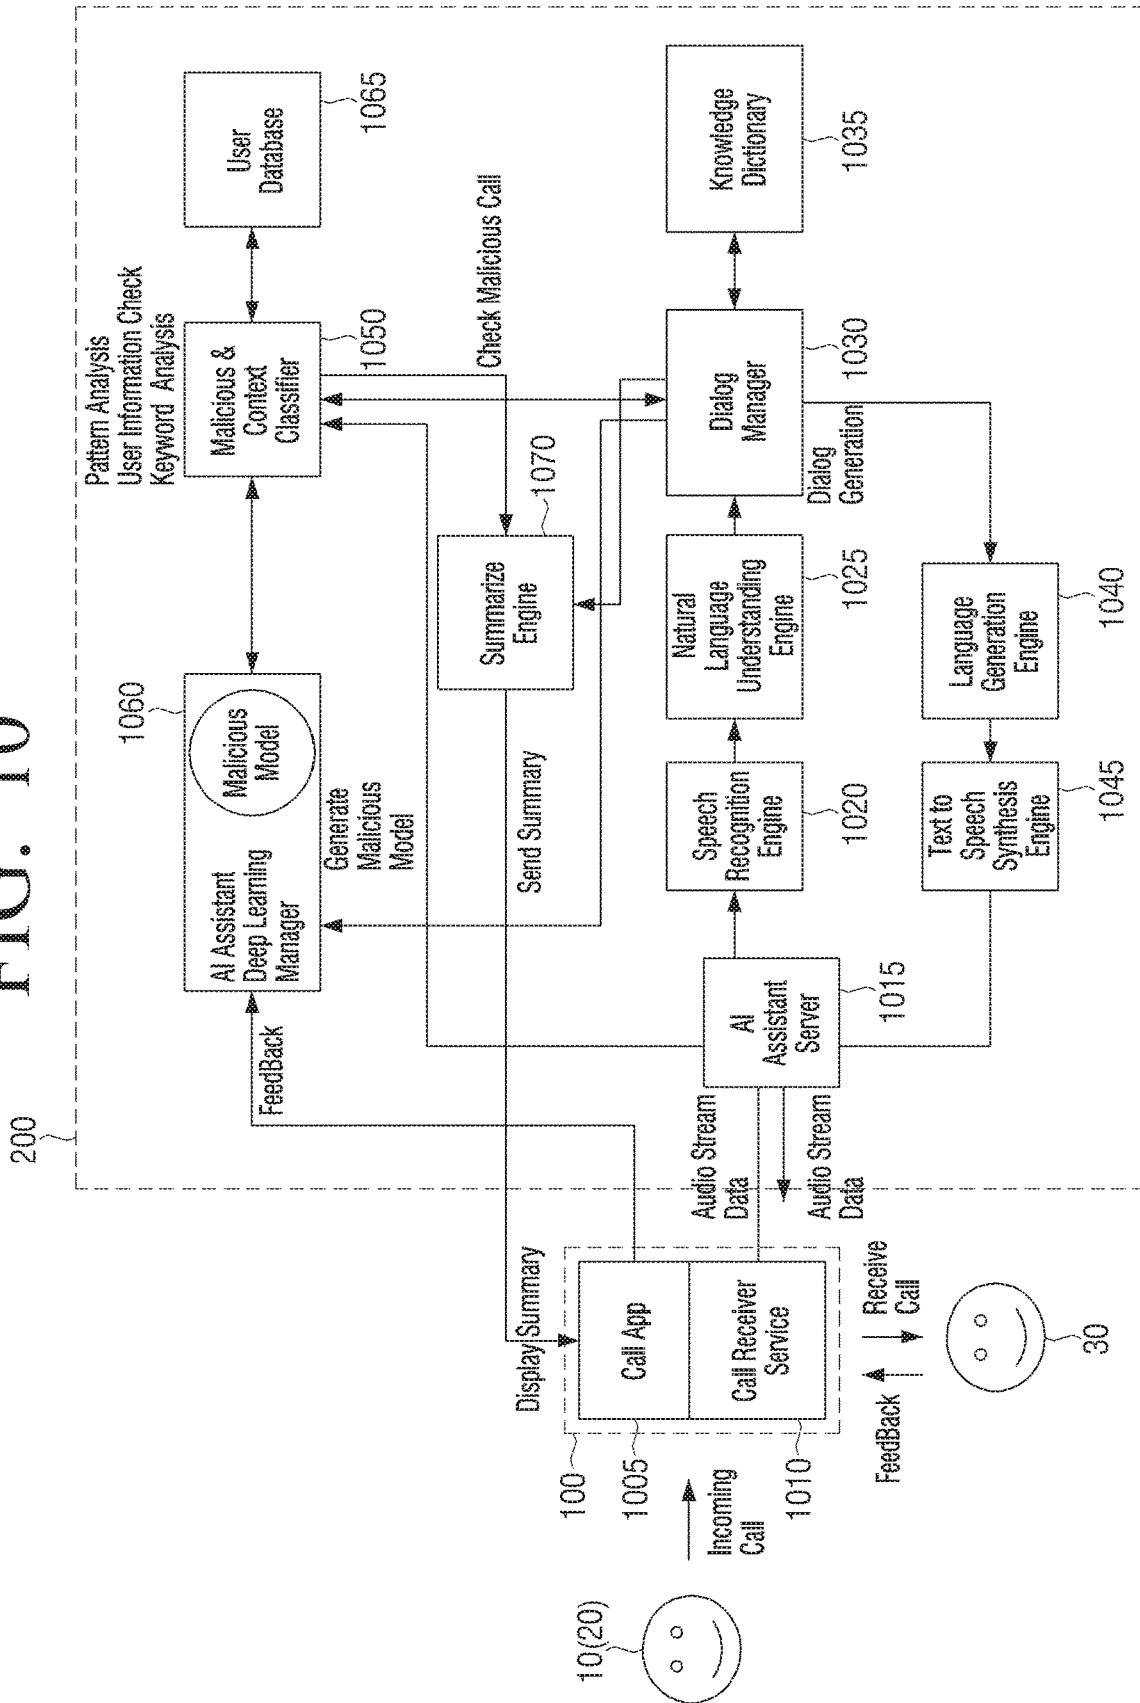 FIG. 10
200
1060
AI Assistant
Deep Learning
Manager
Malicious
Model
Generate
Malicious
Model
FeedBack
Pattern Analysis
User Information Check
Keyword Analysis
Malicious &
Context
Classifier
1050
User
Database
1065
Check Malicious Call
Summarize
Engine
1070
Send Summary
Display Summary
100
Call App
1005
Call Receiver
Service
1010
10(20)
Incoming
Call
Receive
Call
FeedBack
30
Audio Stream
Data
Audio Stream
Data
AI
Assistant
Server
1015
Speech
Recognition
Engine
1020
Natural
Language
Understanding
Engine
1025
Dialog
Manager
1030
Knowledge
Dictionary
1035
Dialog
Generation
Language
Generation
Engine
1040
Text to
Speech
Synthesis
Engine
1045